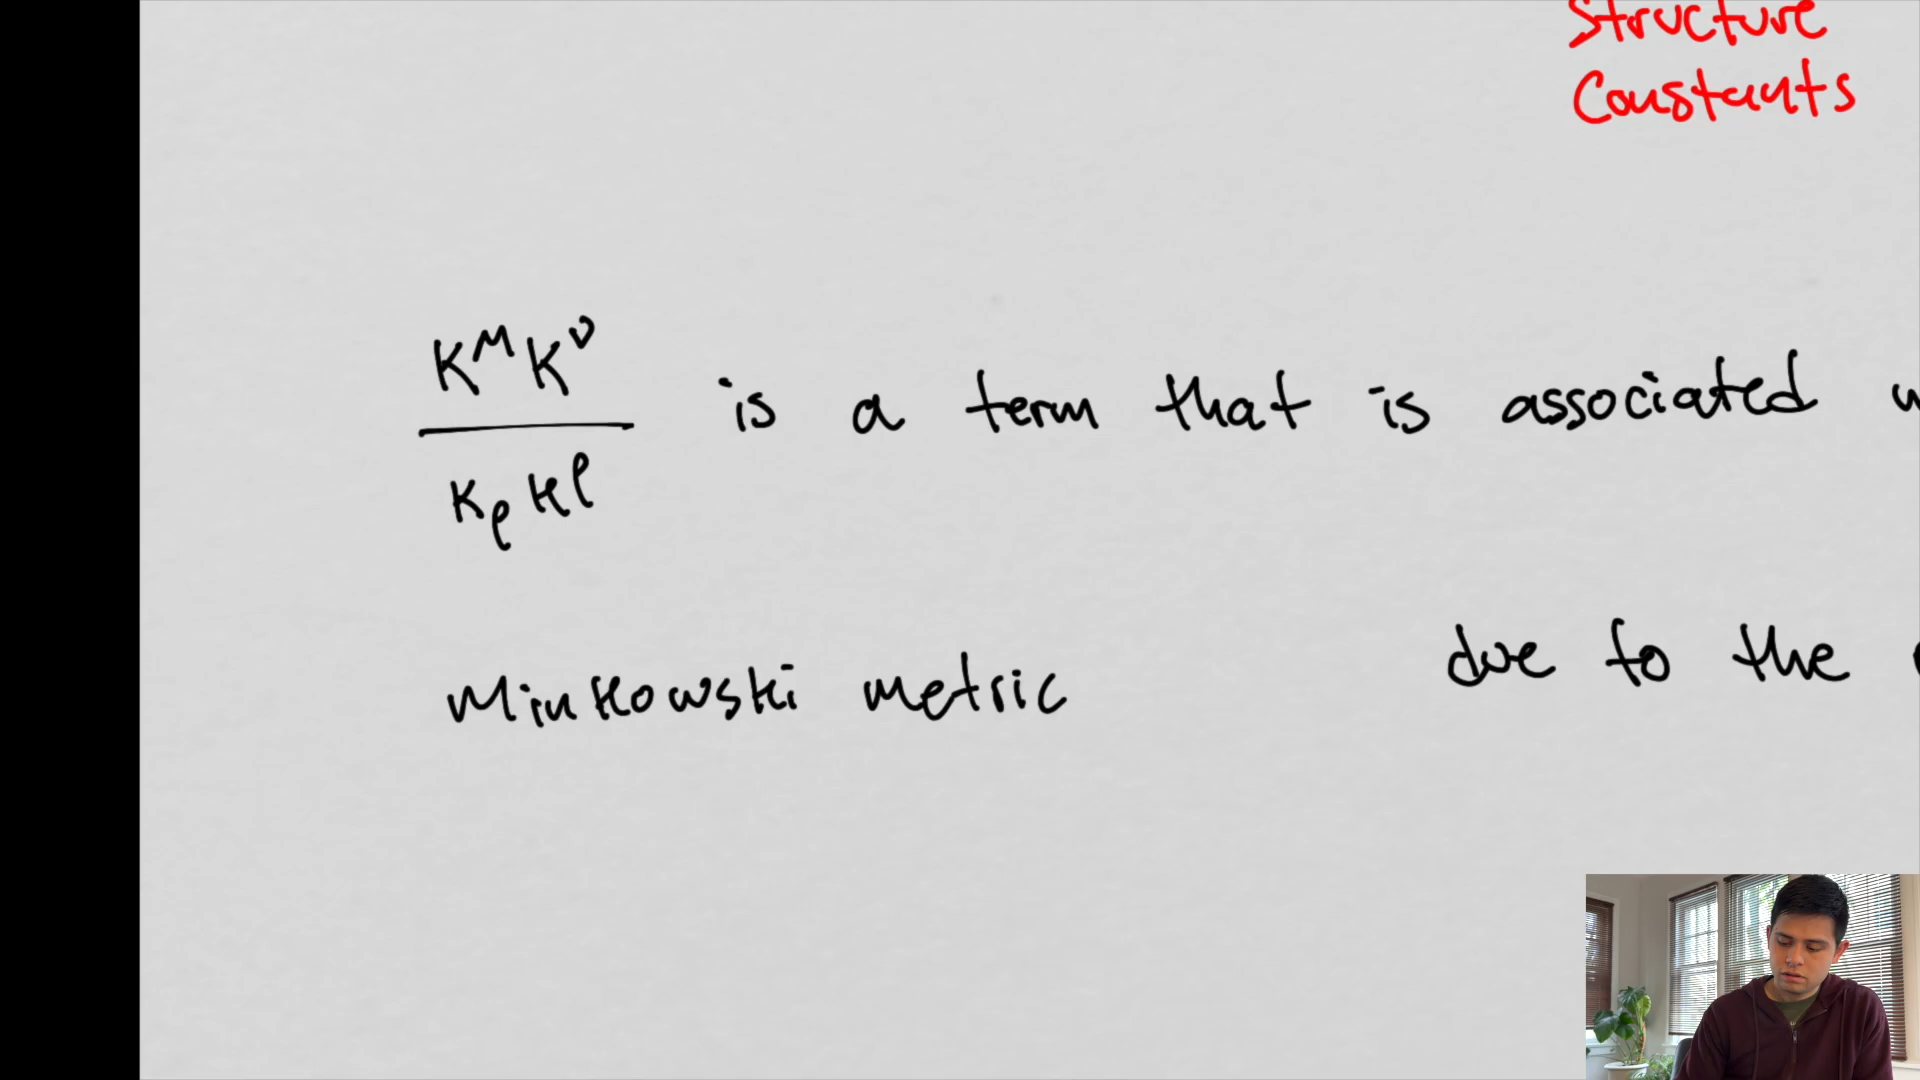 Structure
Constants
K^μ K^ν
K_ρ K^ρ
is a term that is associated
Minkowski metric
due to the